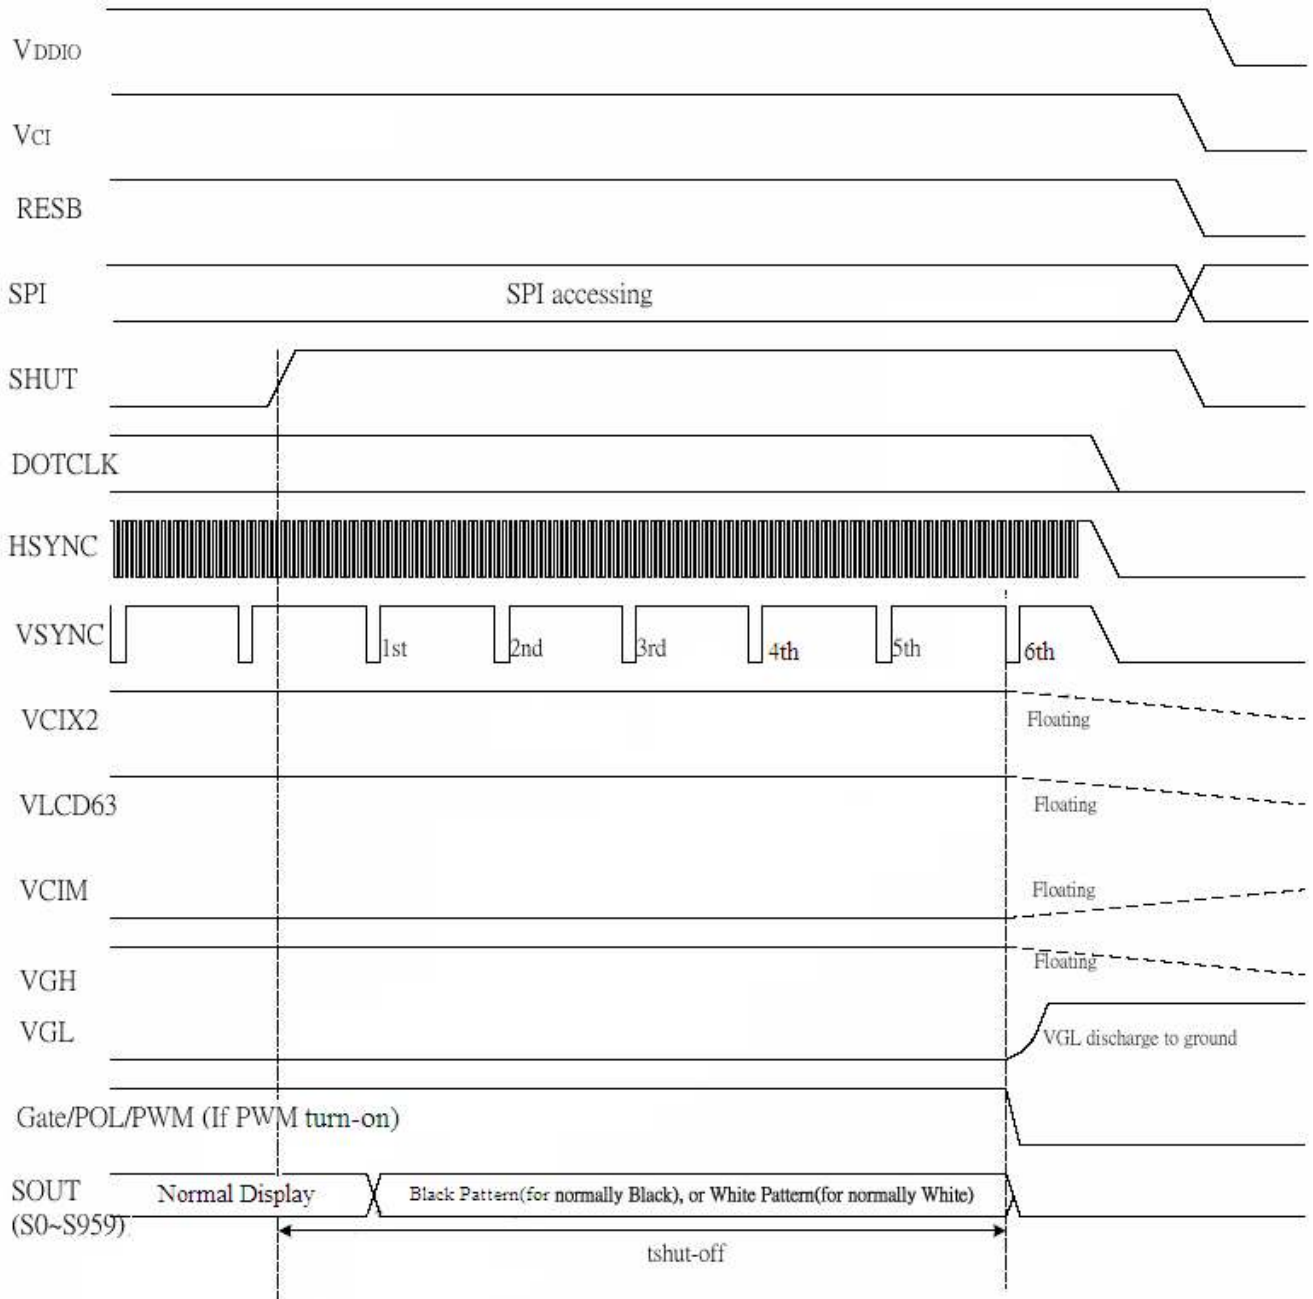 VDDIO
VCI
RESB
SPI
SPI accessing
SHUT
DOTCLK
HSYNC
VSYNC
1st
2nd
3rd
4th
5th
6th
VCIX2
Floating
VLCD63
Floating
VCIM
Floating
VGH
Floating
VGL
VGL discharge to ground
Gate/POL/PWM (If PWM turn-on)
SOUT
(S0~S959)
Normal Display
Black Pattern(for normally Black), or White Pattern(for normally White)
tshut-off